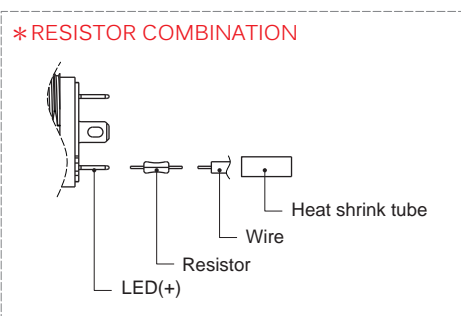 *RESISTOR COMBINATION
Heat shrink tube
Wire
Resistor
LED(+)